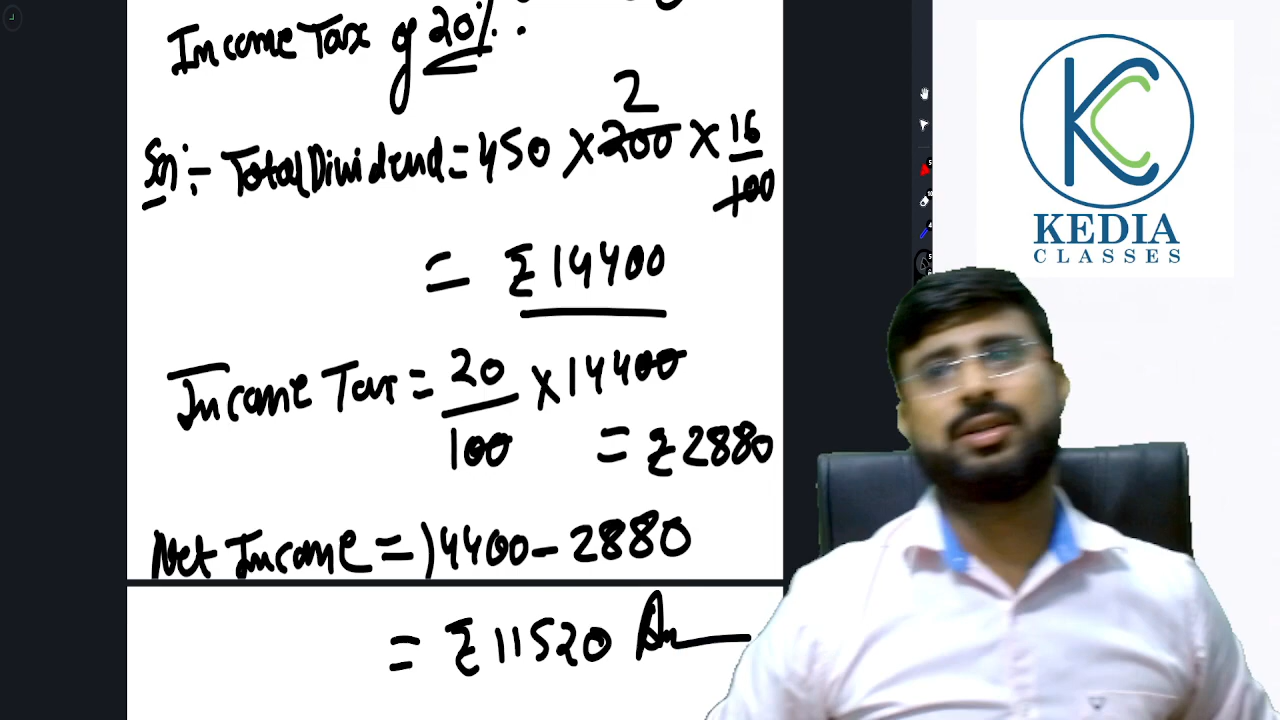 Income Tax of 20%.
Sol:- Total Dividend = 450 × 200 × 16/100
2
= ₹14400
Income Tax = 20/100 × 14400
= ₹2880
Net Income = 14400 - 2880
= ₹11520 Ans
KC
KEDIA
CLASSES